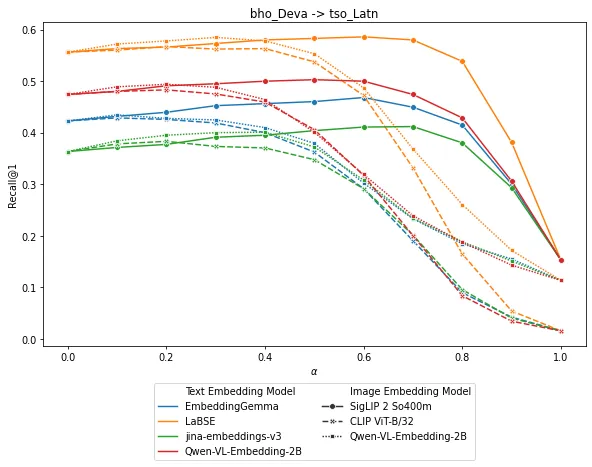 bho_Deva -> tso_Latn
Recall@1
0.6
0.5
0.4
0.3
0.2
0.1
0.0
0.0 0.2 0.4 0.6 0.8 1.0
α
Text Embedding Model Image Embedding Model
EmbeddingGemma SigLIP 2 So400m
LaBSE CLIP ViT-B/32
jina-embeddings-v3 Qwen-VL-Embedding-2B
Qwen-VL-Embedding-2B